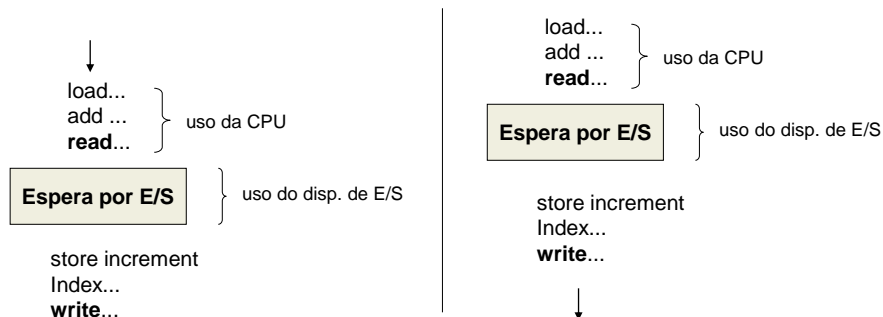 load...
add ...
read...
uso da CPU
Espera por E/S
uso do disp. de E/S
store increment
Index...
write...
load...
add ...
read...
uso da CPU
Espera por E/S
uso do disp. de E/S
store increment
Index...
write...